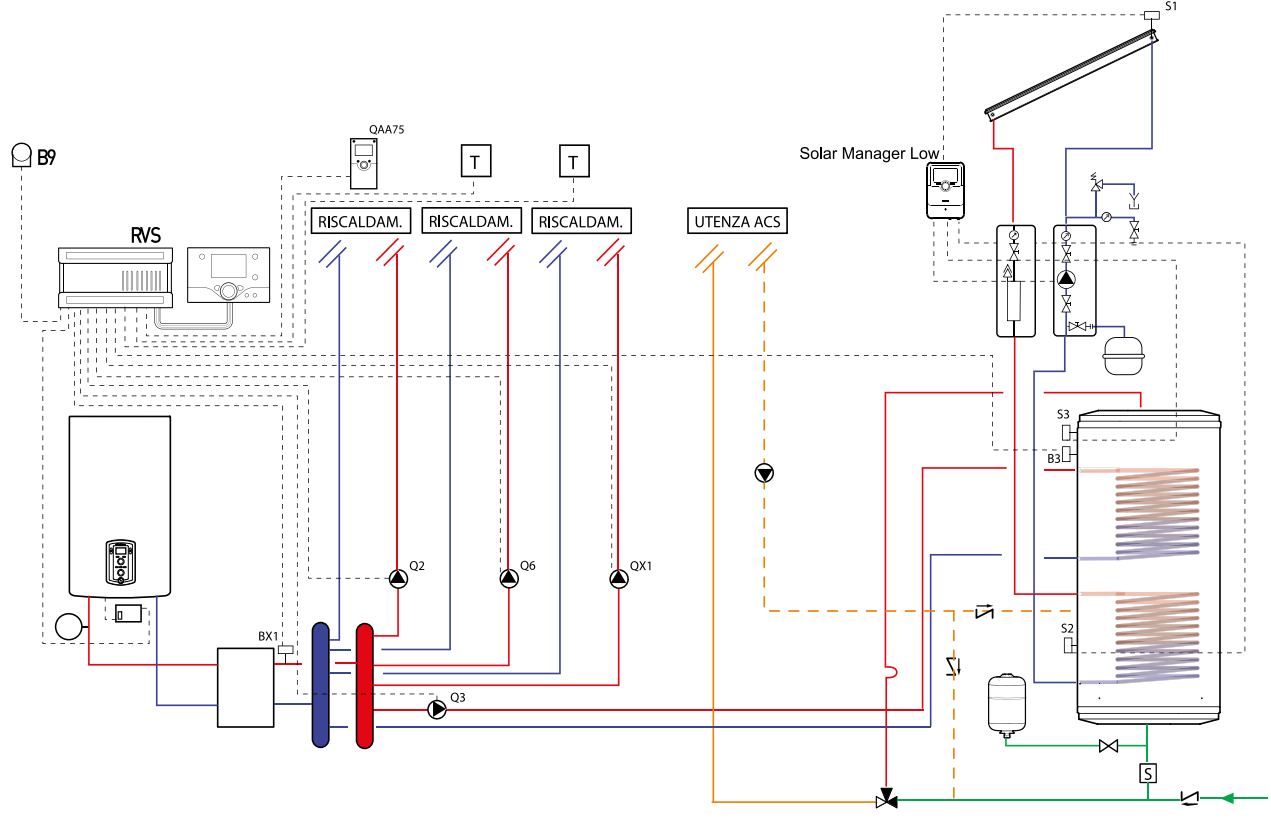 S1
QAA75
B9
T
T
Solar Manager Low
RISCALDAM.
RISCALDAM.
RISCALDAM.
UTENZA ACS
RVS
S3
B3
Q2
Q6
QX1
BX1
S2
Q3
S